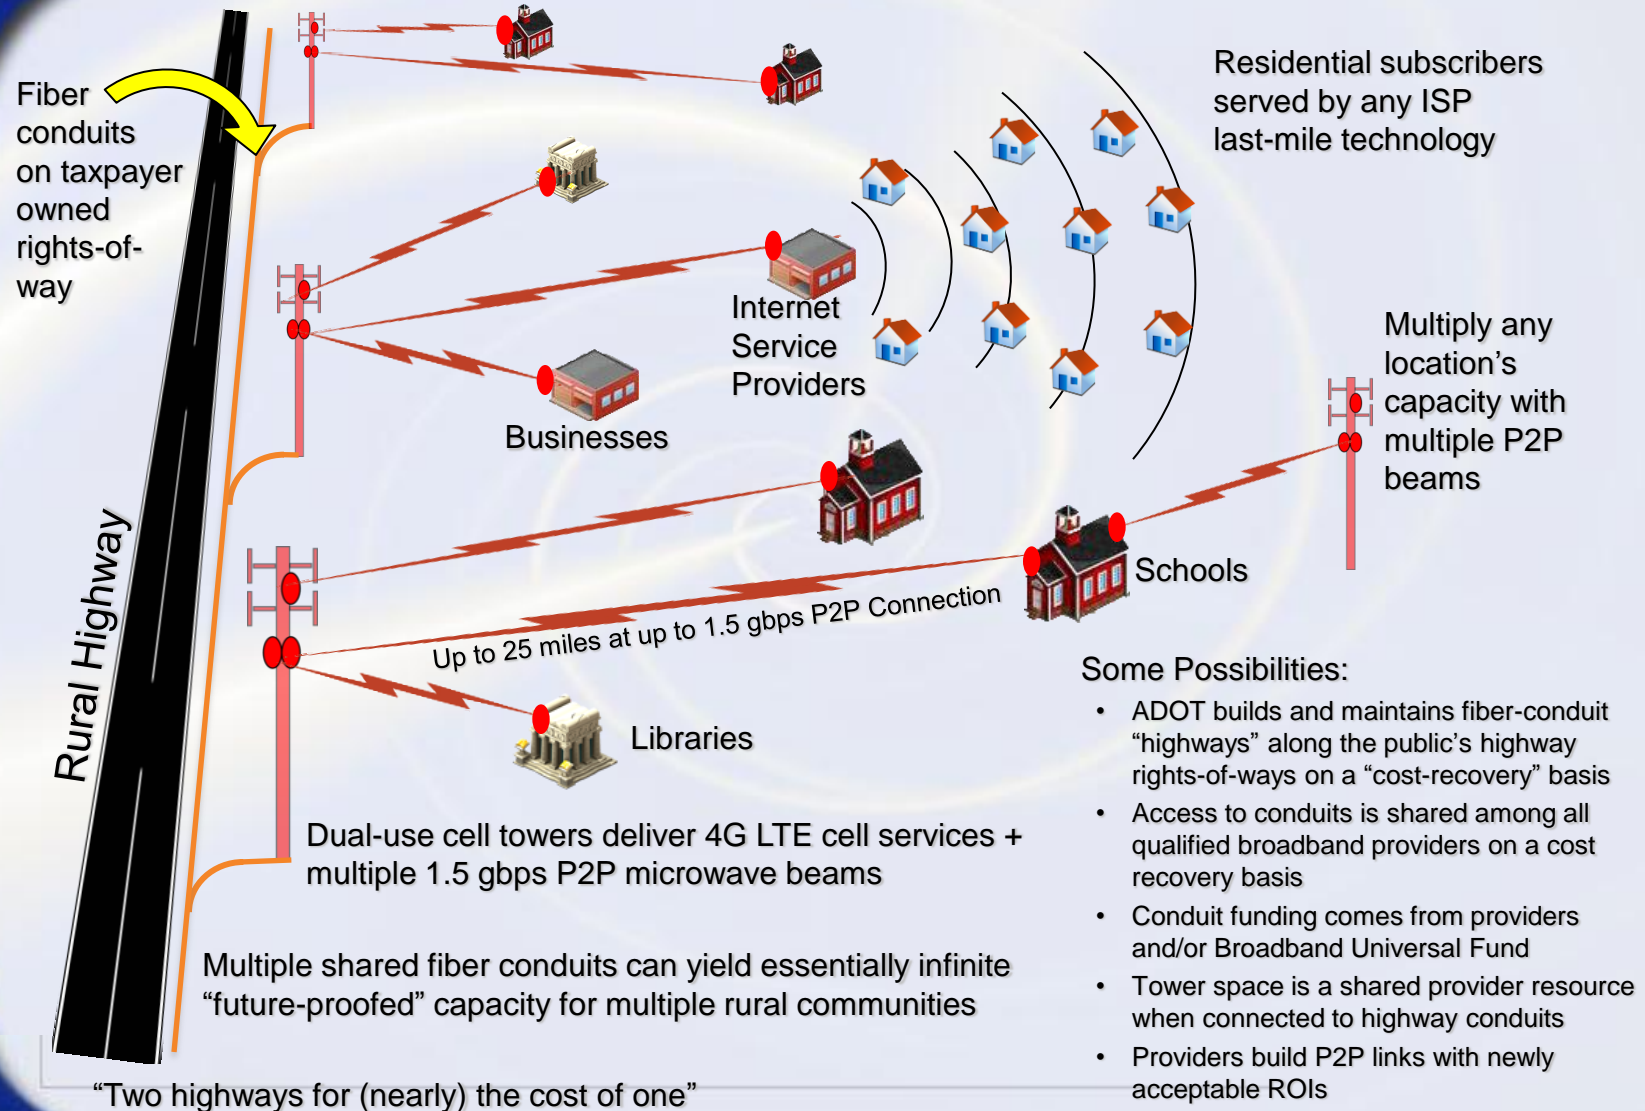 Fiber
conduits
on taxpayer
owned
rights-of-
way
Residential subscribers
served by any ISP
last-mile technology
Internet
Service
Providers
Businesses
Multiply any
location’s
capacity with
multiple P2P
beams
Rural Highway
Schools
Up to 25 miles at up to 1.5 gbps P2P Connection
Libraries
Dual-use cell towers deliver 4G LTE cell services +
multiple 1.5 gbps P2P microwave beams
Multiple shared fiber conduits can yield essentially infinite
“future-proofed” capacity for multiple rural communities
“Two highways for (nearly) the cost of one”
Some Possibilities:
• ADOT builds and maintains fiber-conduit
“highways” along the public’s highway
rights-of-ways on a “cost-recovery” basis
• Access to conduits is shared among all
qualified broadband providers on a cost
recovery basis
• Conduit funding comes from providers
and/or Broadband Universal Fund
• Tower space is a shared provider resource
when connected to highway conduits
• Providers build P2P links with newly
acceptable ROIs